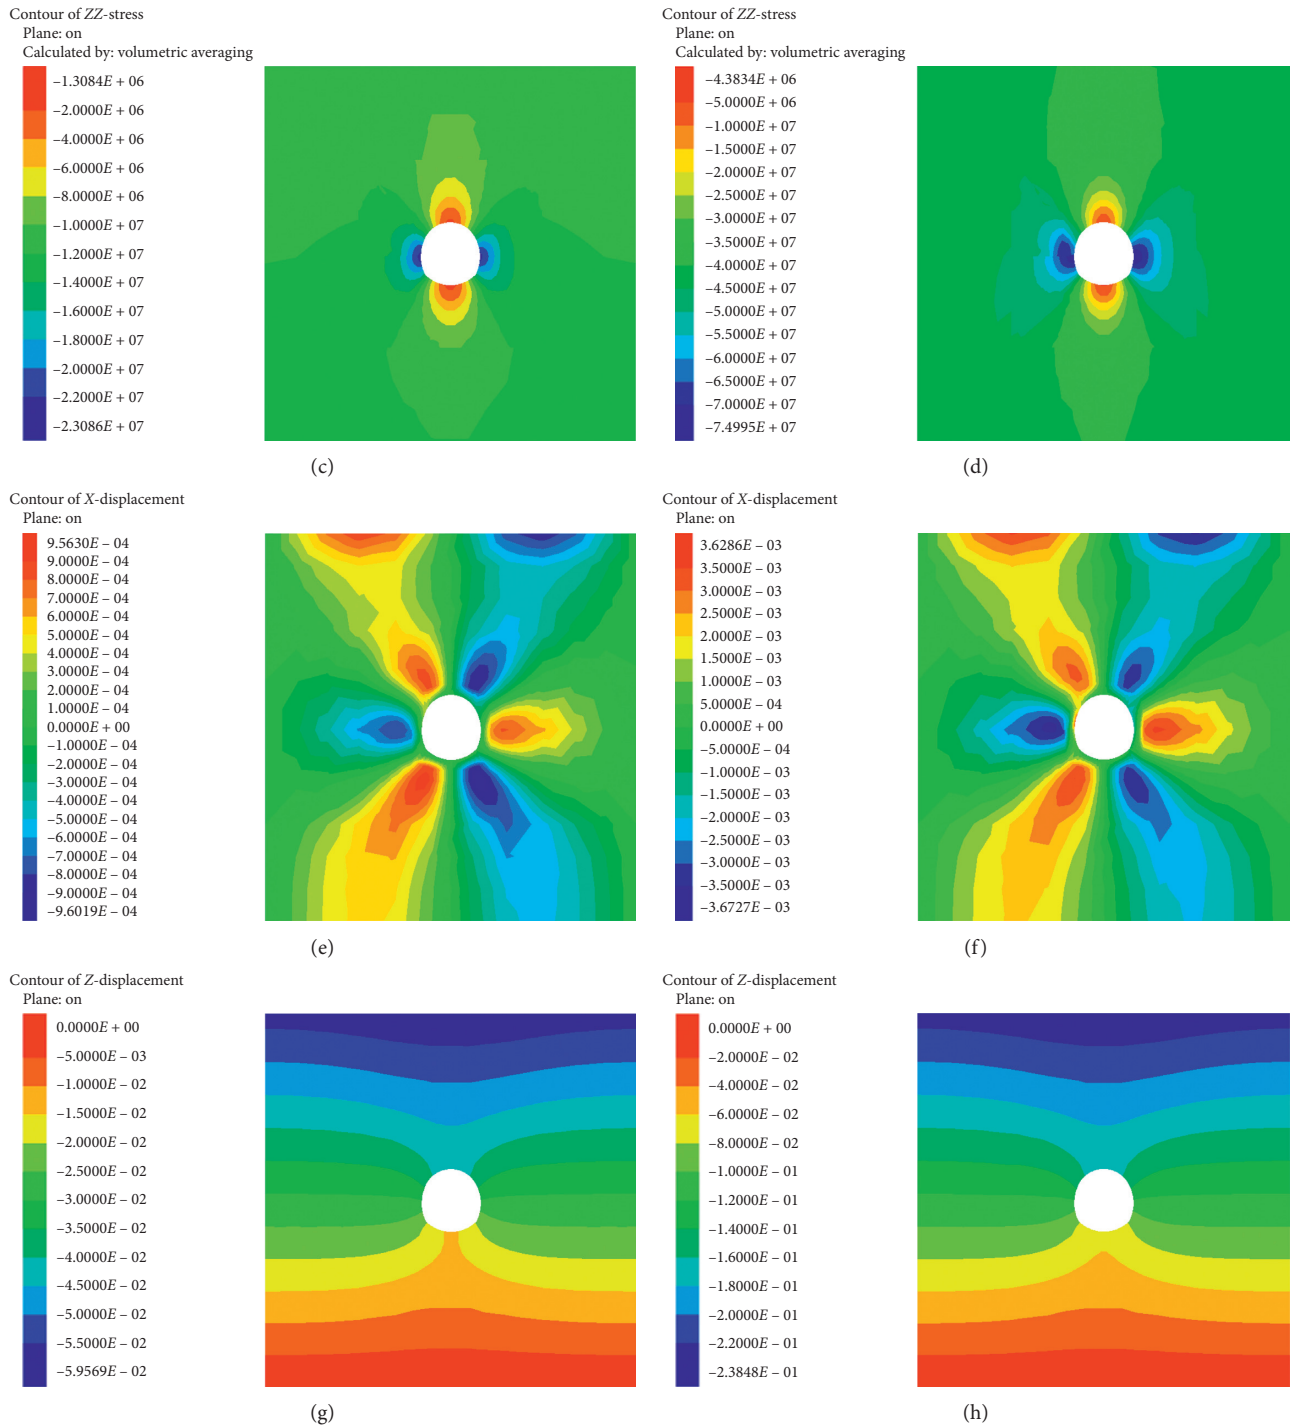 Contour of ZZ-stress
Plane: on
Calculated by: volumetric averaging
–1.3084E + 06
–2.0000E + 06
–4.0000E + 06
–6.0000E + 06
–8.0000E + 06
–1.0000E + 07
–1.2000E + 07
–1.4000E + 07
–1.6000E + 07
–1.8000E + 07
–2.0000E + 07
–2.2000E + 07
–2.3086E + 07
(c)
Contour of ZZ-stress
Plane: on
Calculated by: volumetric averaging
–4.3834E + 06
–5.0000E + 06
–1.0000E + 07
–1.5000E + 07
–2.0000E + 07
–2.5000E + 07
–3.0000E + 07
–3.5000E + 07
–4.0000E + 07
–4.5000E + 07
–5.0000E + 07
–5.5000E + 07
–6.0000E + 07
–6.5000E + 07
–7.0000E + 07
–7.4995E + 07
(d)
Contour of X-displacement
Plane: on
9.5630E – 04
9.0000E – 04
8.0000E – 04
7.0000E – 04
6.0000E – 04
5.0000E – 04
4.0000E – 04
3.0000E – 04
2.0000E – 04
1.0000E – 04
0.0000E + 00
–1.0000E – 04
–2.0000E – 04
–3.0000E – 04
–4.0000E – 04
–5.0000E – 04
–6.0000E – 04
–7.0000E – 04
–8.0000E – 04
–9.0000E – 04
–9.6019E – 04
(e)
Contour of X-displacement
Plane: on
3.6286E – 03
3.5000E – 03
3.0000E – 03
2.5000E – 03
2.0000E – 03
1.5000E – 03
1.0000E – 03
5.0000E – 04
0.0000E + 00
–5.0000E – 04
–1.0000E – 03
–1.5000E – 03
–2.0000E – 03
–2.5000E – 03
–3.0000E – 03
–3.5000E – 03
–3.6727E – 03
(f)
Contour of Z-displacement
Plane: on
0.0000E + 00
–5.0000E – 03
–1.0000E – 02
–1.5000E – 02
–2.0000E – 02
–2.5000E – 02
–3.0000E – 02
–3.5000E – 02
–4.0000E – 02
–4.5000E – 02
–5.0000E – 02
–5.5000E – 02
–5.9569E – 02
(g)
Contour of Z-displacement
Plane: on
0.0000E + 00
–2.0000E – 02
–4.0000E – 02
–6.0000E – 02
–8.0000E – 02
–1.0000E – 01
–1.2000E – 01
–1.4000E – 01
–1.6000E – 01
–1.8000E – 01
–2.0000E – 01
–2.2000E – 01
–2.3848E – 01
(h)